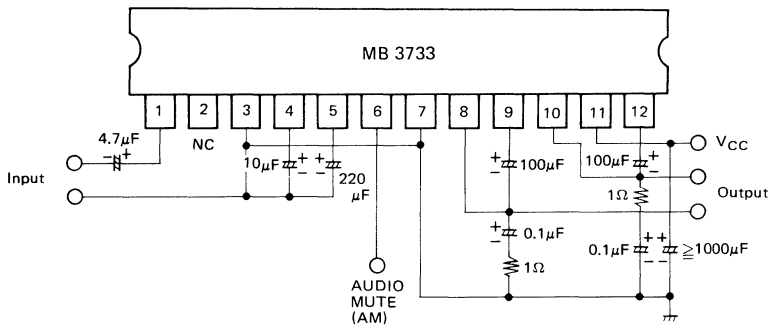 MB 3733
1 2 3 4 5 6 7 8 9 10 11 12
NC
4.7μF
- +
Input
10μF
+
-
+
-
220
μF
AUDIO
MUTE
(AM)
+
-
100μF
+
-
0.1μF
1Ω
100μF
+
-
1Ω
0.1μF
+
-
+
-
≧1000μF
VCC
Output